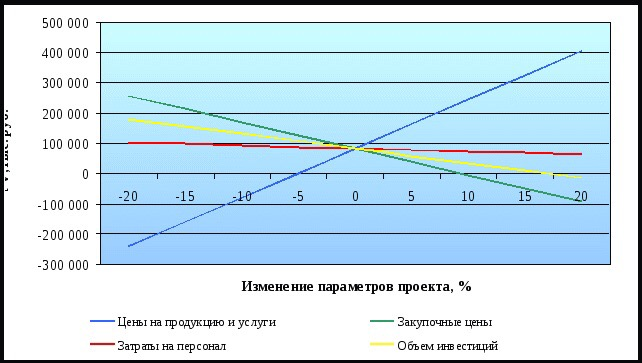 500 000
400 000
300 000
200 000
100 000
0
-100 000
-200 000
-300 000
-20 -15 -10 -5 0 5 10 15 20
Изменение параметров проекта, %
Цены на продукцию и услуги
Закупочные цены
Затраты на персонал
Объем инвестиций